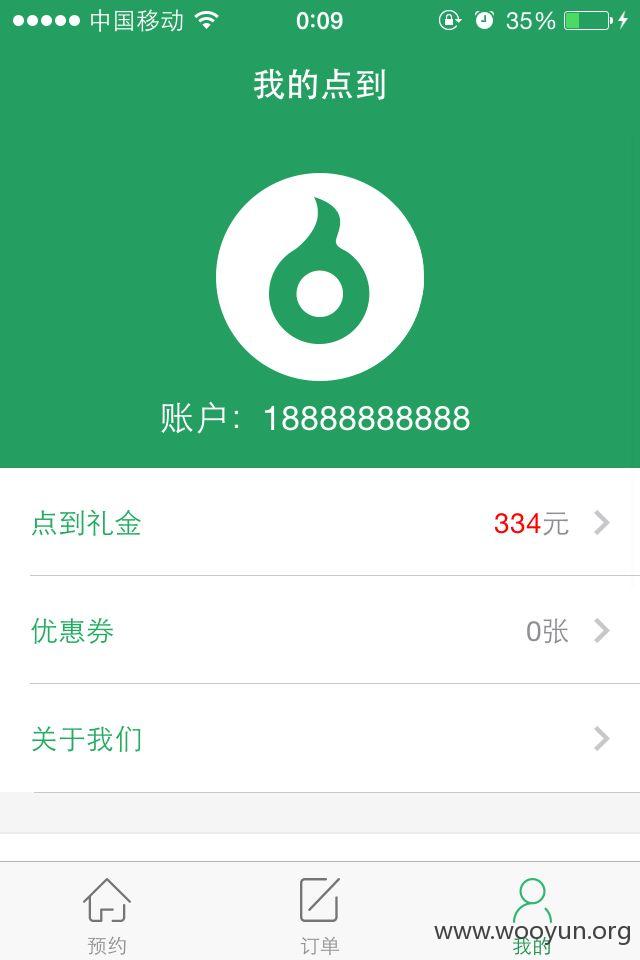 中国移动 0:09 35%
我的点到
账户：18888888888
点到礼金 334元
优惠券 0张
关于我们
预约 订单 我的
www.wooyun.org